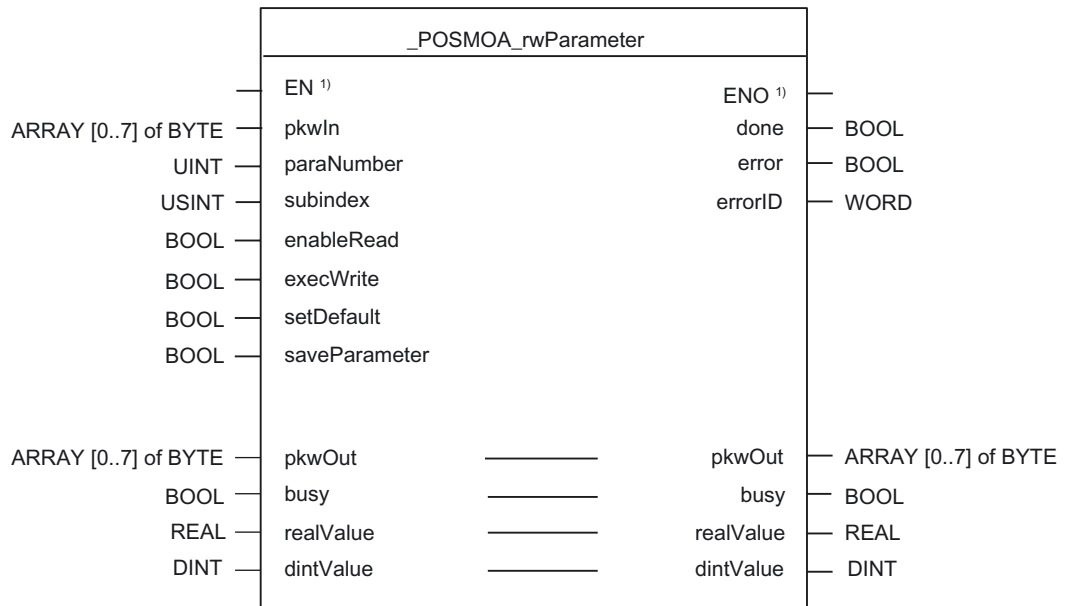 _POSMOA_rwParameter
EN 1) ENO 1)
ARRAY [0..7] of BYTE pkwIn done BOOL
UINT paraNumber error BOOL
USINT subindex errorID WORD
BOOL enableRead
BOOL execWrite
BOOL setDefault
BOOL saveParameter
ARRAY [0..7] of BYTE pkwOut pkwOut ARRAY [0..7] of BYTE
BOOL busy busy BOOL
REAL realValue realValue REAL
DINT dintValue dintValue DINT